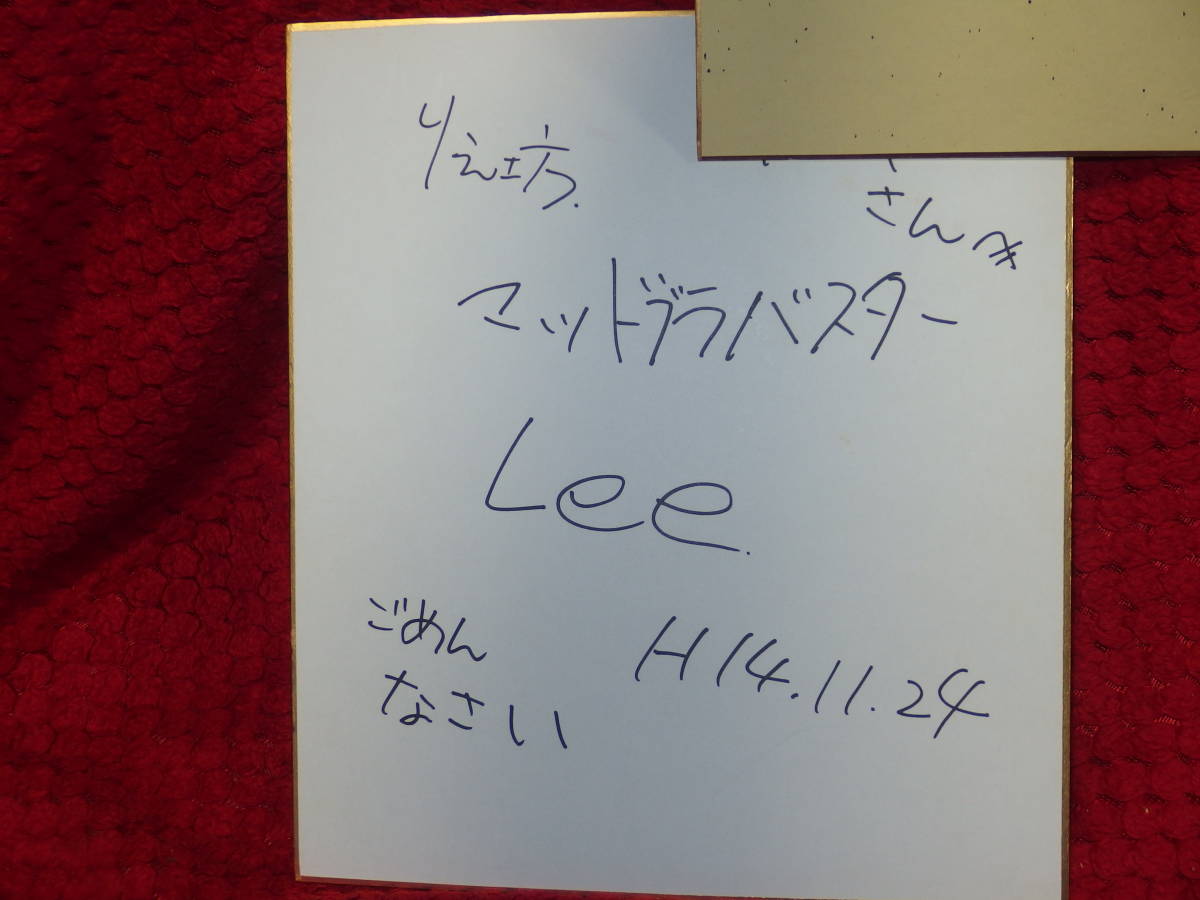 りえ坊.
さんへ
マッドブラバスター
Lee.
ごめん
なさい
H14.11.24